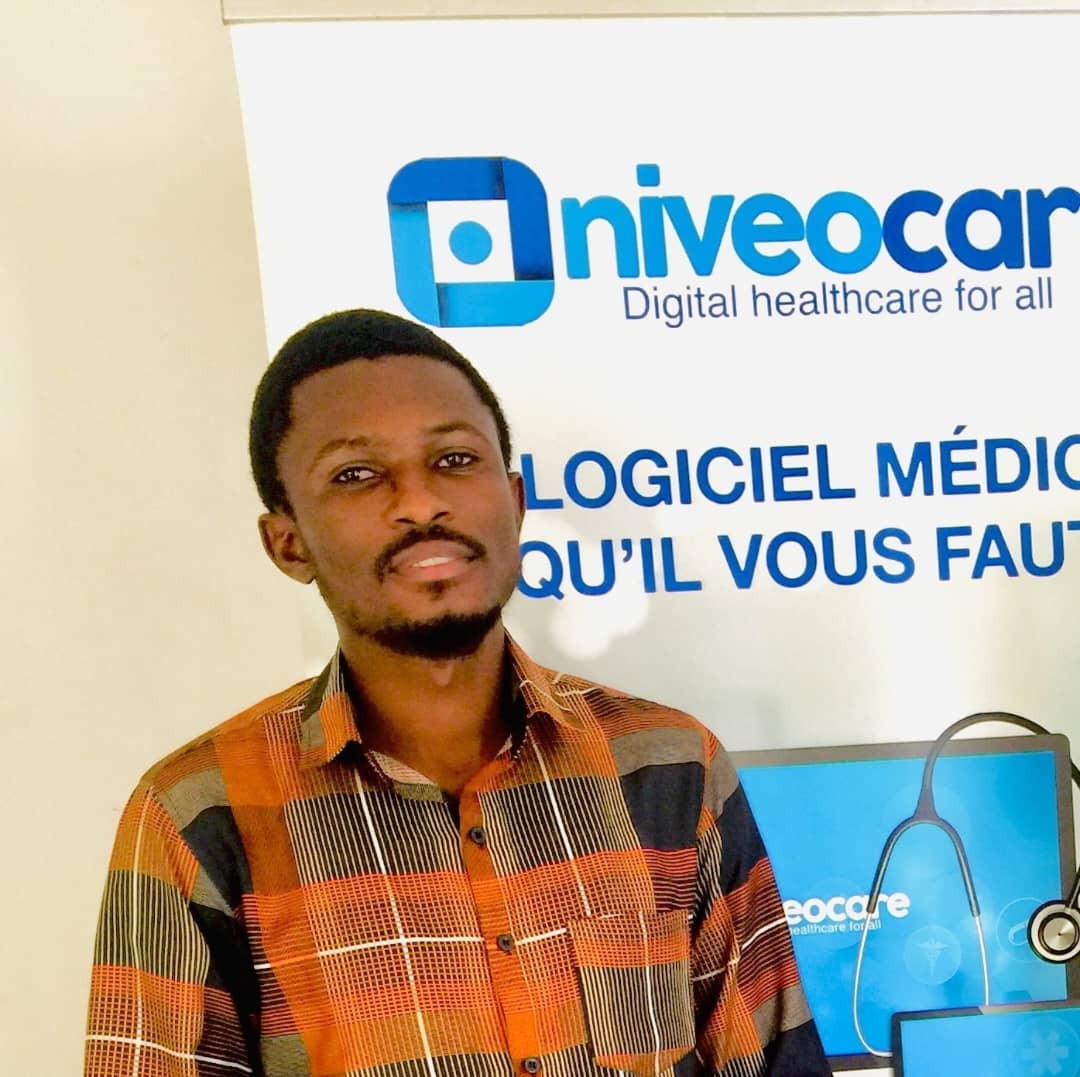 niveocar
Digital healthcare for all
LOGICIEL MÉDIC
QU’IL VOUS FAUT
eocare
healthcare for all